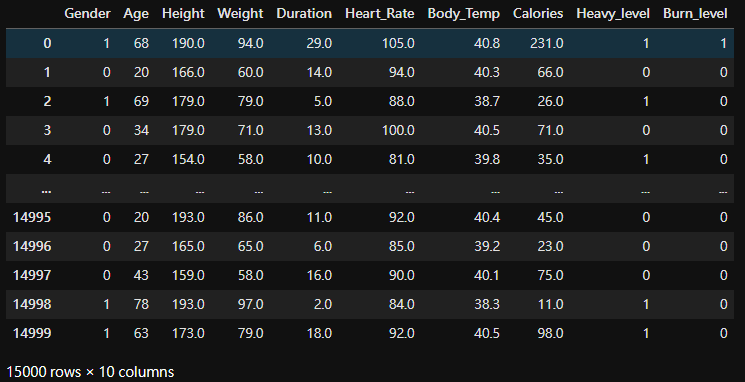 Gender Age Height Weight Duration Heart_Rate Body_Temp Calories Heavy_level Burn_level
0 1 68 190.0 94.0 29.0 105.0 40.8 231.0 1 1
1 0 20 166.0 60.0 14.0 94.0 40.3 66.0 0 0
2 1 69 179.0 79.0 5.0 88.0 38.7 26.0 1 0
3 0 34 179.0 71.0 13.0 100.0 40.5 71.0 0 0
4 0 27 154.0 58.0 10.0 81.0 39.8 35.0 1 0
... ... ... ... ... ... ... ... ... ... ...
14995 0 20 193.0 86.0 11.0 92.0 40.4 45.0 0 0
14996 0 27 165.0 65.0 6.0 85.0 39.2 23.0 0 0
14997 0 43 159.0 58.0 16.0 90.0 40.1 75.0 0 0
14998 1 78 193.0 97.0 2.0 84.0 38.3 11.0 1 0
14999 1 63 173.0 79.0 18.0 92.0 40.5 98.0 1 0
15000 rows × 10 columns